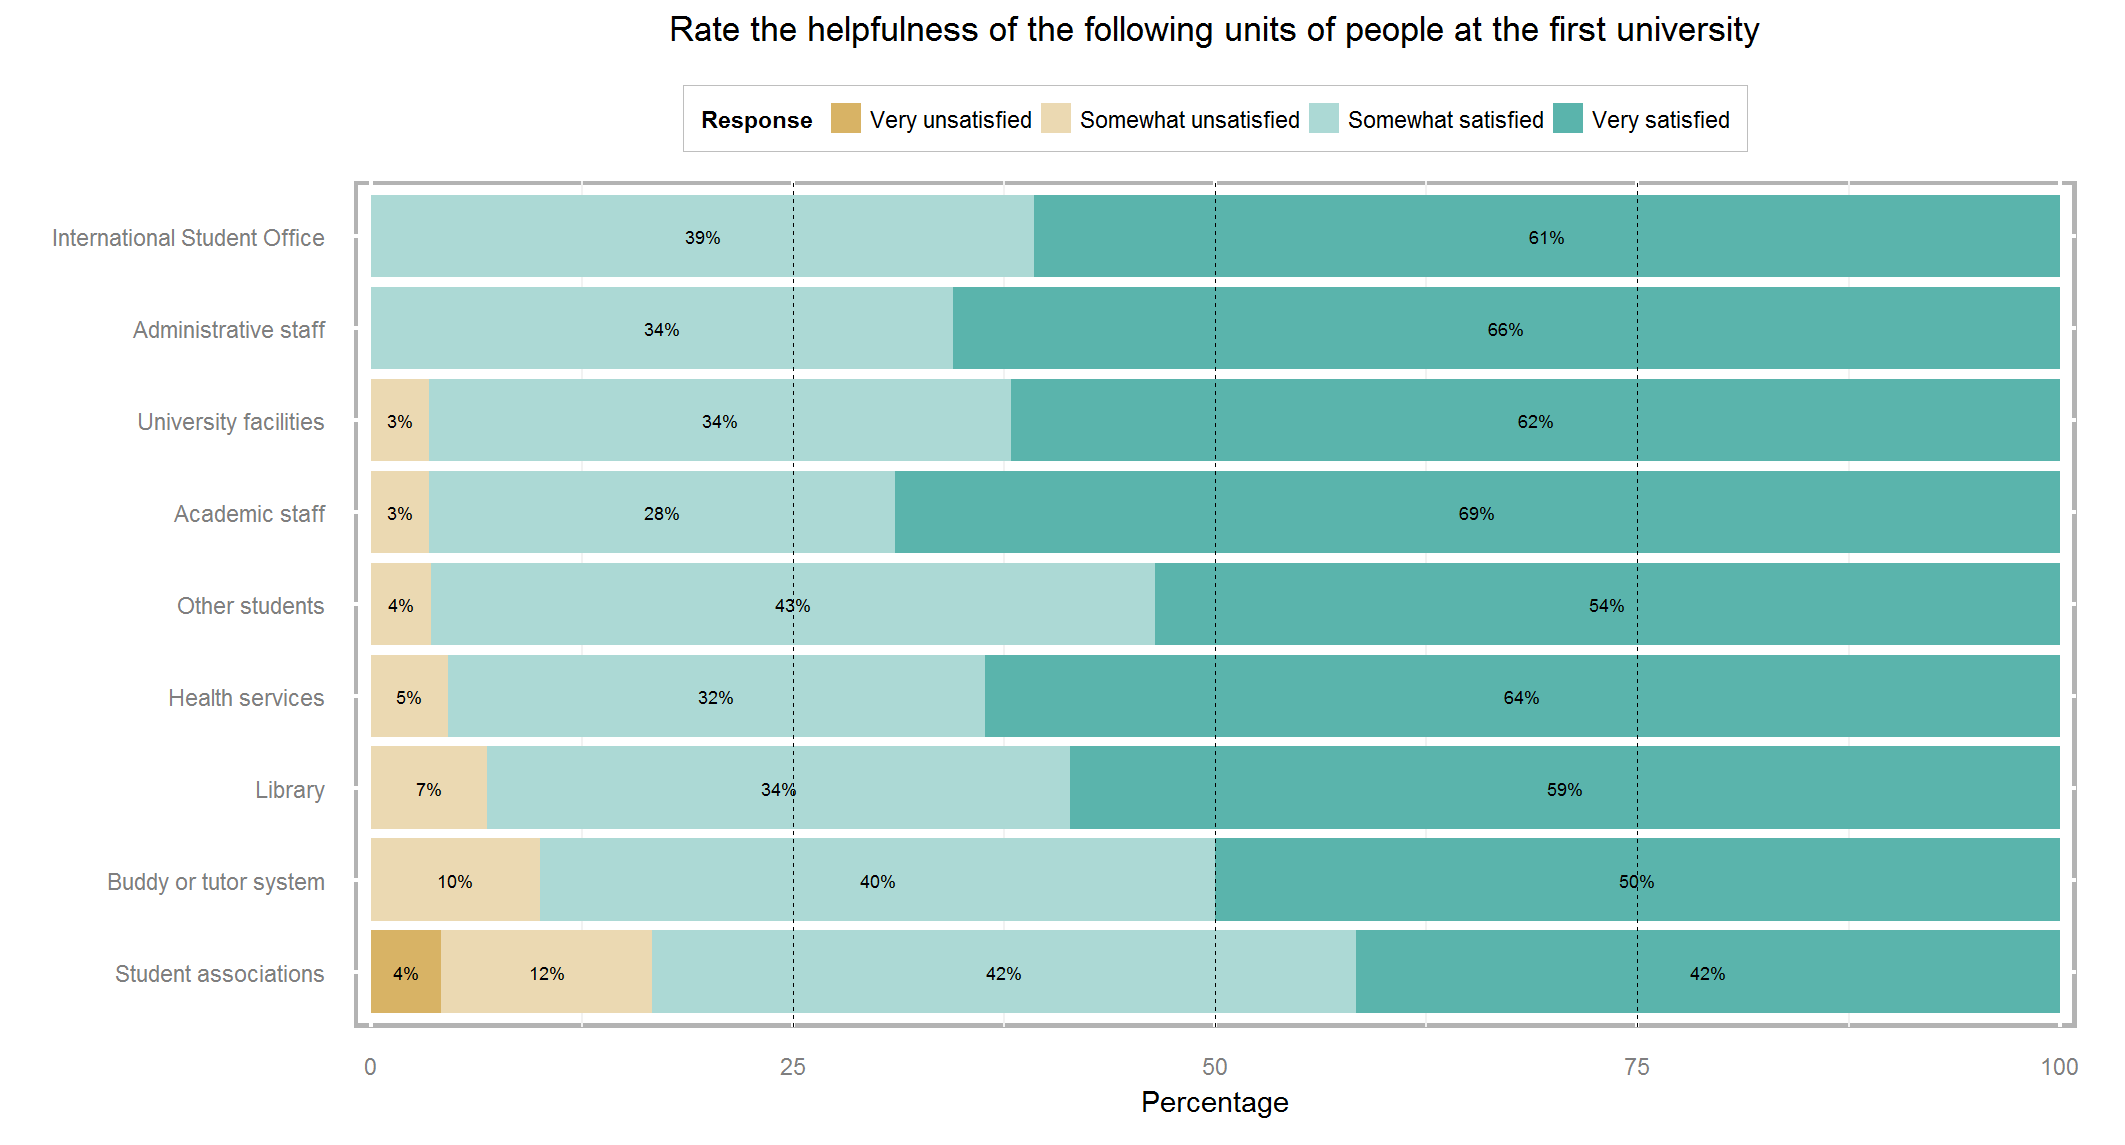 Rate the helpfulness of the following units of people at the first university
Response Very unsatisfied Somewhat unsatisfied Somewhat satisfied Very satisfied
International Student Office 39% 61%
Administrative staff 34% 66%
University facilities 3% 34% 62%
Academic staff 3% 28% 69%
Other students 4% 43% 54%
Health services 5% 32% 64%
Library 7% 34% 59%
Buddy or tutor system 10% 40% 50%
Student associations 4% 12% 42% 42%
0 25 50 75 100
Percentage